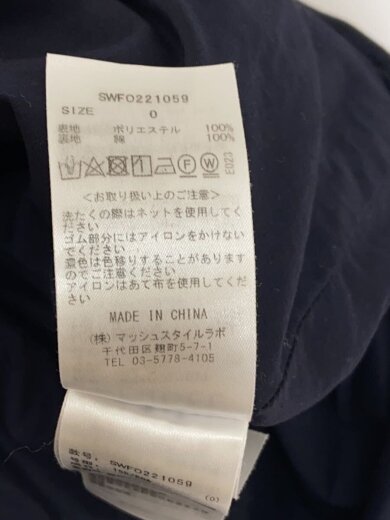 SWFO221059
SIZE 0
表地 ポリエステル 100%
裏地 綿 100%
E023
<お取り扱い上のご注意>
洗たくの際はネットを使用してく
ださい
ゴム部分にはアイロンをかけない
でください
濃色は色移りすることがあります
のでご注意ください
アイロンはあて布を使用してくだ
さい
MADE IN CHINA
(株) マッシュスタイルラボ
千代田区麹町5-7-1
TEL 03-5778-4105
款号: SWFO221059
(0)